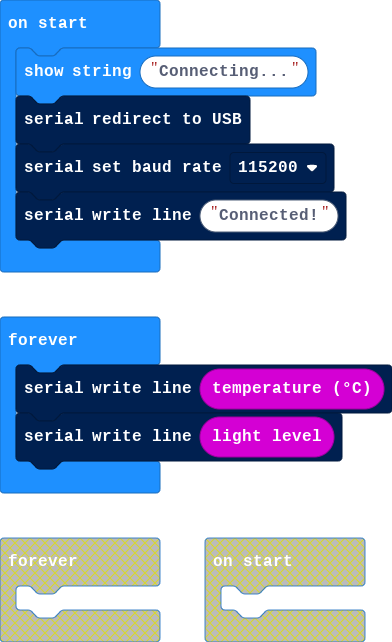 on start
show string "Connecting..."
serial redirect to USB
serial set baud rate 115200
serial write line "Connected!"
forever
serial write line temperature (°C)
serial write line light level
forever on start